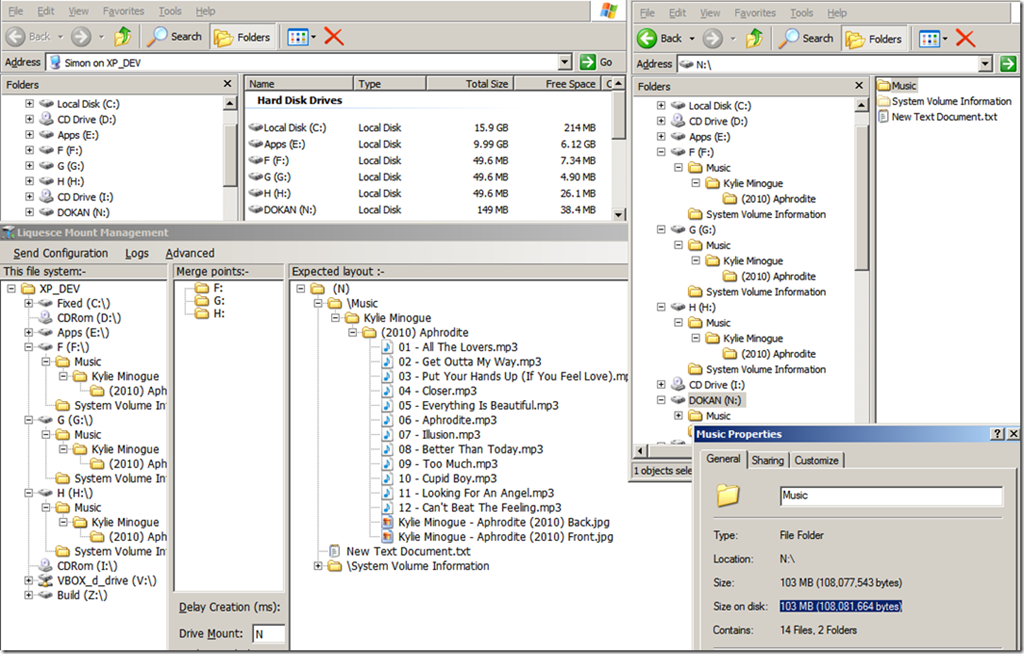 File Edit View Favorites Tools Help
Back Search Folders
Address Simon on XP_DEV Go
Folders
Local Disk (C:)
CD Drive (D:)
Apps (E:)
F (F:)
G (G:)
H (H:)
CD Drive (I:)
DOKAN (N:)
Name Type Total Size Free Space C
Hard Disk Drives
Local Disk (C:) Local Disk 15.9 GB 214 MB
Apps (E:) Local Disk 9.99 GB 6.12 GB
F (F:) Local Disk 49.6 MB 7.34 MB
G (G:) Local Disk 49.6 MB 4.90 MB
H (H:) Local Disk 49.6 MB 26.1 MB
DOKAN (N:) Local Disk 149 MB 38.4 MB
File Edit View Favorites Tools Help
Back Search Folders
Address N:\
Folders
Local Disk (C:)
CD Drive (D:)
Apps (E:)
F (F:)
Music
Kylie Minogue
(2010) Aphrodite
System Volume Information
G (G:)
Music
Kylie Minogue
(2010) Aphrodite
System Volume Information
H (H:)
Music
Kylie Minogue
(2010) Aphrodite
System Volume Information
CD Drive (I:)
DOKAN (N:)
Music
1 objects sele
Music
System Volume Information
New Text Document.txt
Liquesce Mount Management
Send Configuration Logs Advanced
This file system:-
XP_DEV
Fixed (C:\)
CDRom (D:\)
Apps (E:\)
F (F:\)
Music
Kylie Minogue
(2010) Aph
System Volume In
G (G:\)
Music
Kylie Minogue
(2010) Aph
System Volume In
H (H:\)
Music
Kylie Minogue
(2010) Aph
System Volume In
CDRom (I:\)
VBOX_d_drive (V:\)
Build (Z:\)
Merge points:-
F:
G:
H:
Delay Creation (ms):
Drive Mount: N
Expected layout :-
(N)
\Music
Kylie Minogue
(2010) Aphrodite
01 - All The Lovers.mp3
02 - Get Outta My Way.mp3
03 - Put Your Hands Up (If You Feel Love).mp
04 - Closer.mp3
05 - Everything Is Beautiful.mp3
06 - Aphrodite.mp3
07 - Illusion.mp3
08 - Better Than Today.mp3
09 - Too Much.mp3
10 - Cupid Boy.mp3
11 - Looking For An Angel.mp3
12 - Can't Beat The Feeling.mp3
Kylie Minogue - Aphrodite (2010) Back.jpg
Kylie Minogue - Aphrodite (2010) Front.jpg
New Text Document.txt
\System Volume Information
Music Properties
General Sharing Customize
Music
Type: File Folder
Location: N:\
Size: 103 MB (108,077,543 bytes)
Size on disk: 103 MB (108,081,664 bytes)
Contains: 14 Files, 2 Folders